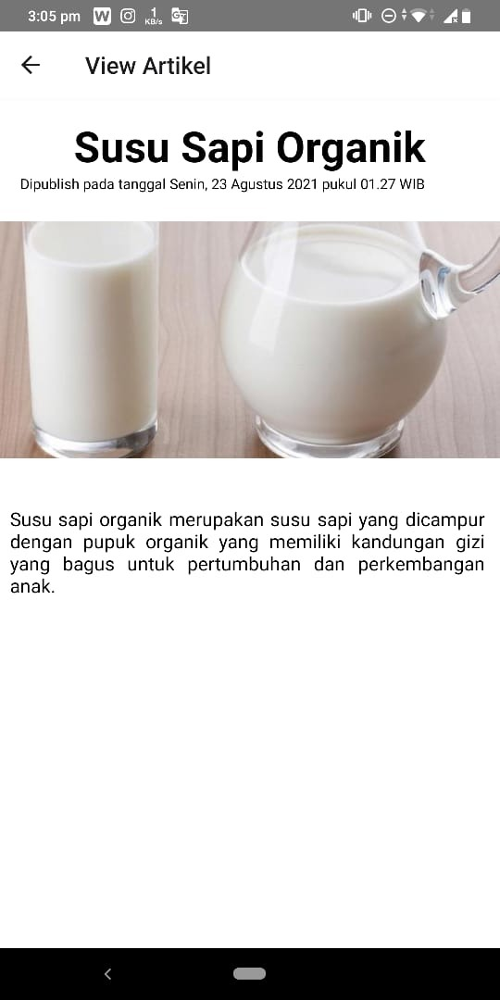 3:05 pm W 1
KB/s
View Artikel
Susu Sapi Organik
Dipublish pada tanggal Senin, 23 Agustus 2021 pukul 01.27 WIB
Susu sapi organik merupakan susu sapi yang dicampur
dengan pupuk organik yang memiliki kandungan gizi
yang bagus untuk pertumbuhan dan perkembangan
anak.